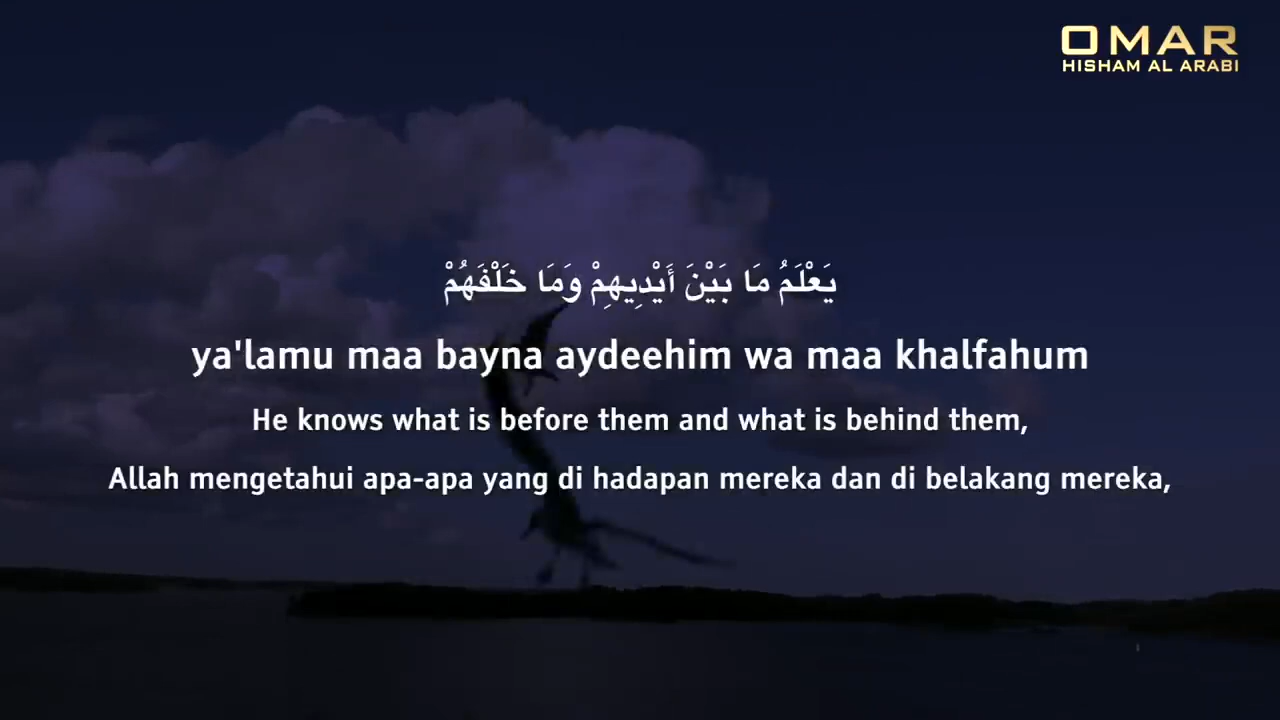 OMAR
HISHAM AL ARABI
يَعْلَمُ مَا بَيْنَ أَيْدِيهِمْ وَمَا خَلْفَهُمْ
ya'lamu maa bayna aydeehim wa maa khalfahum
He knows what is before them and what is behind them,
Allah mengetahui apa-apa yang di hadapan mereka dan di belakang mereka,